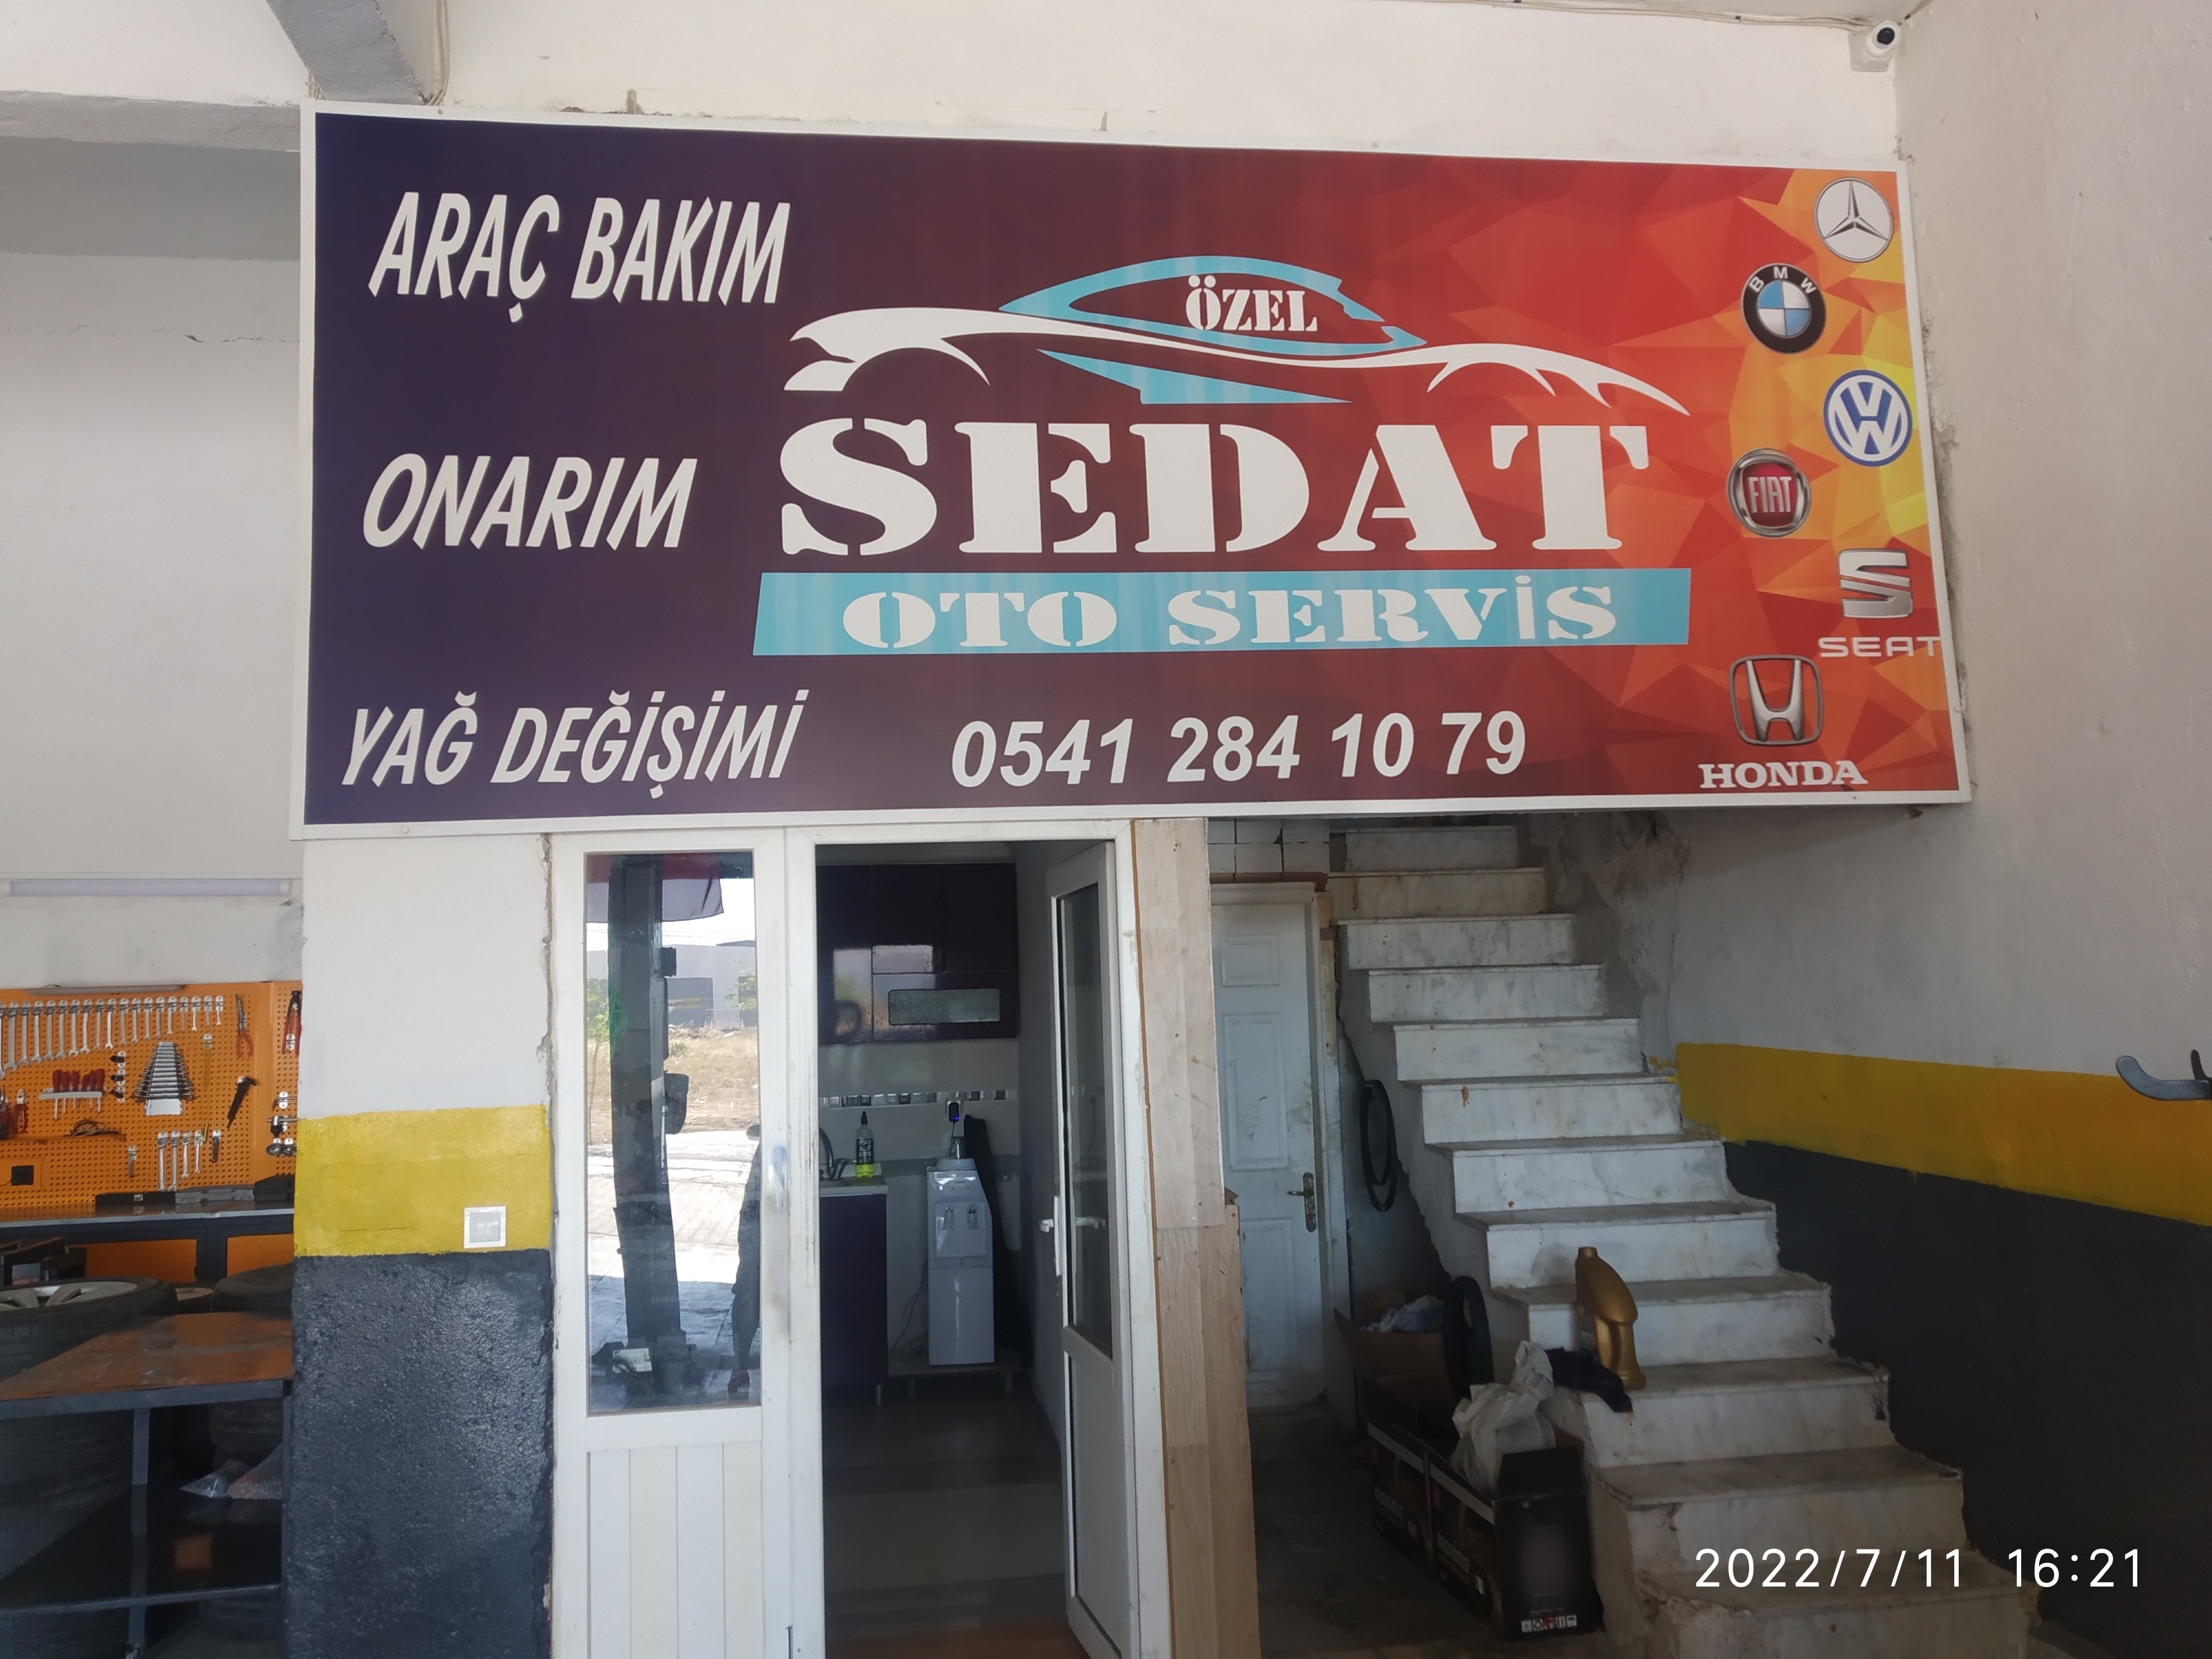 ARAÇ BAKIM
ONARIM
YAĞ DEĞİŞİMİ
ÖZEL
SEDAT
OTO SERVİS
0541 284 10 79
BMW
FIAT
SEAT
HONDA
2022/7/11 16:21